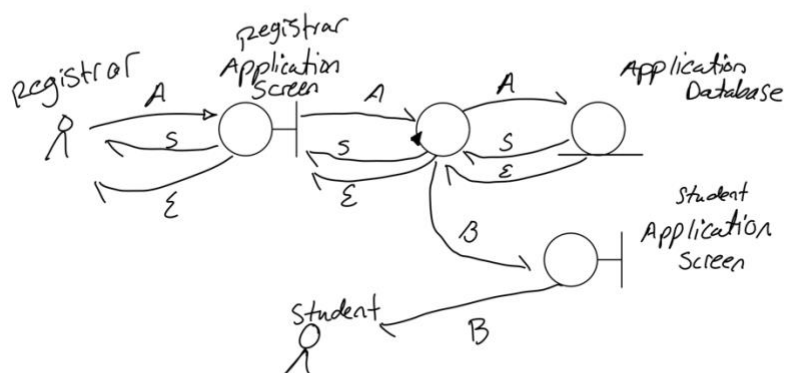 Registrar
A
S
E
Registrar
Application
Screen
A
S
E
A
S
E
Application
Database
B
Student
Application
Screen
Student
B